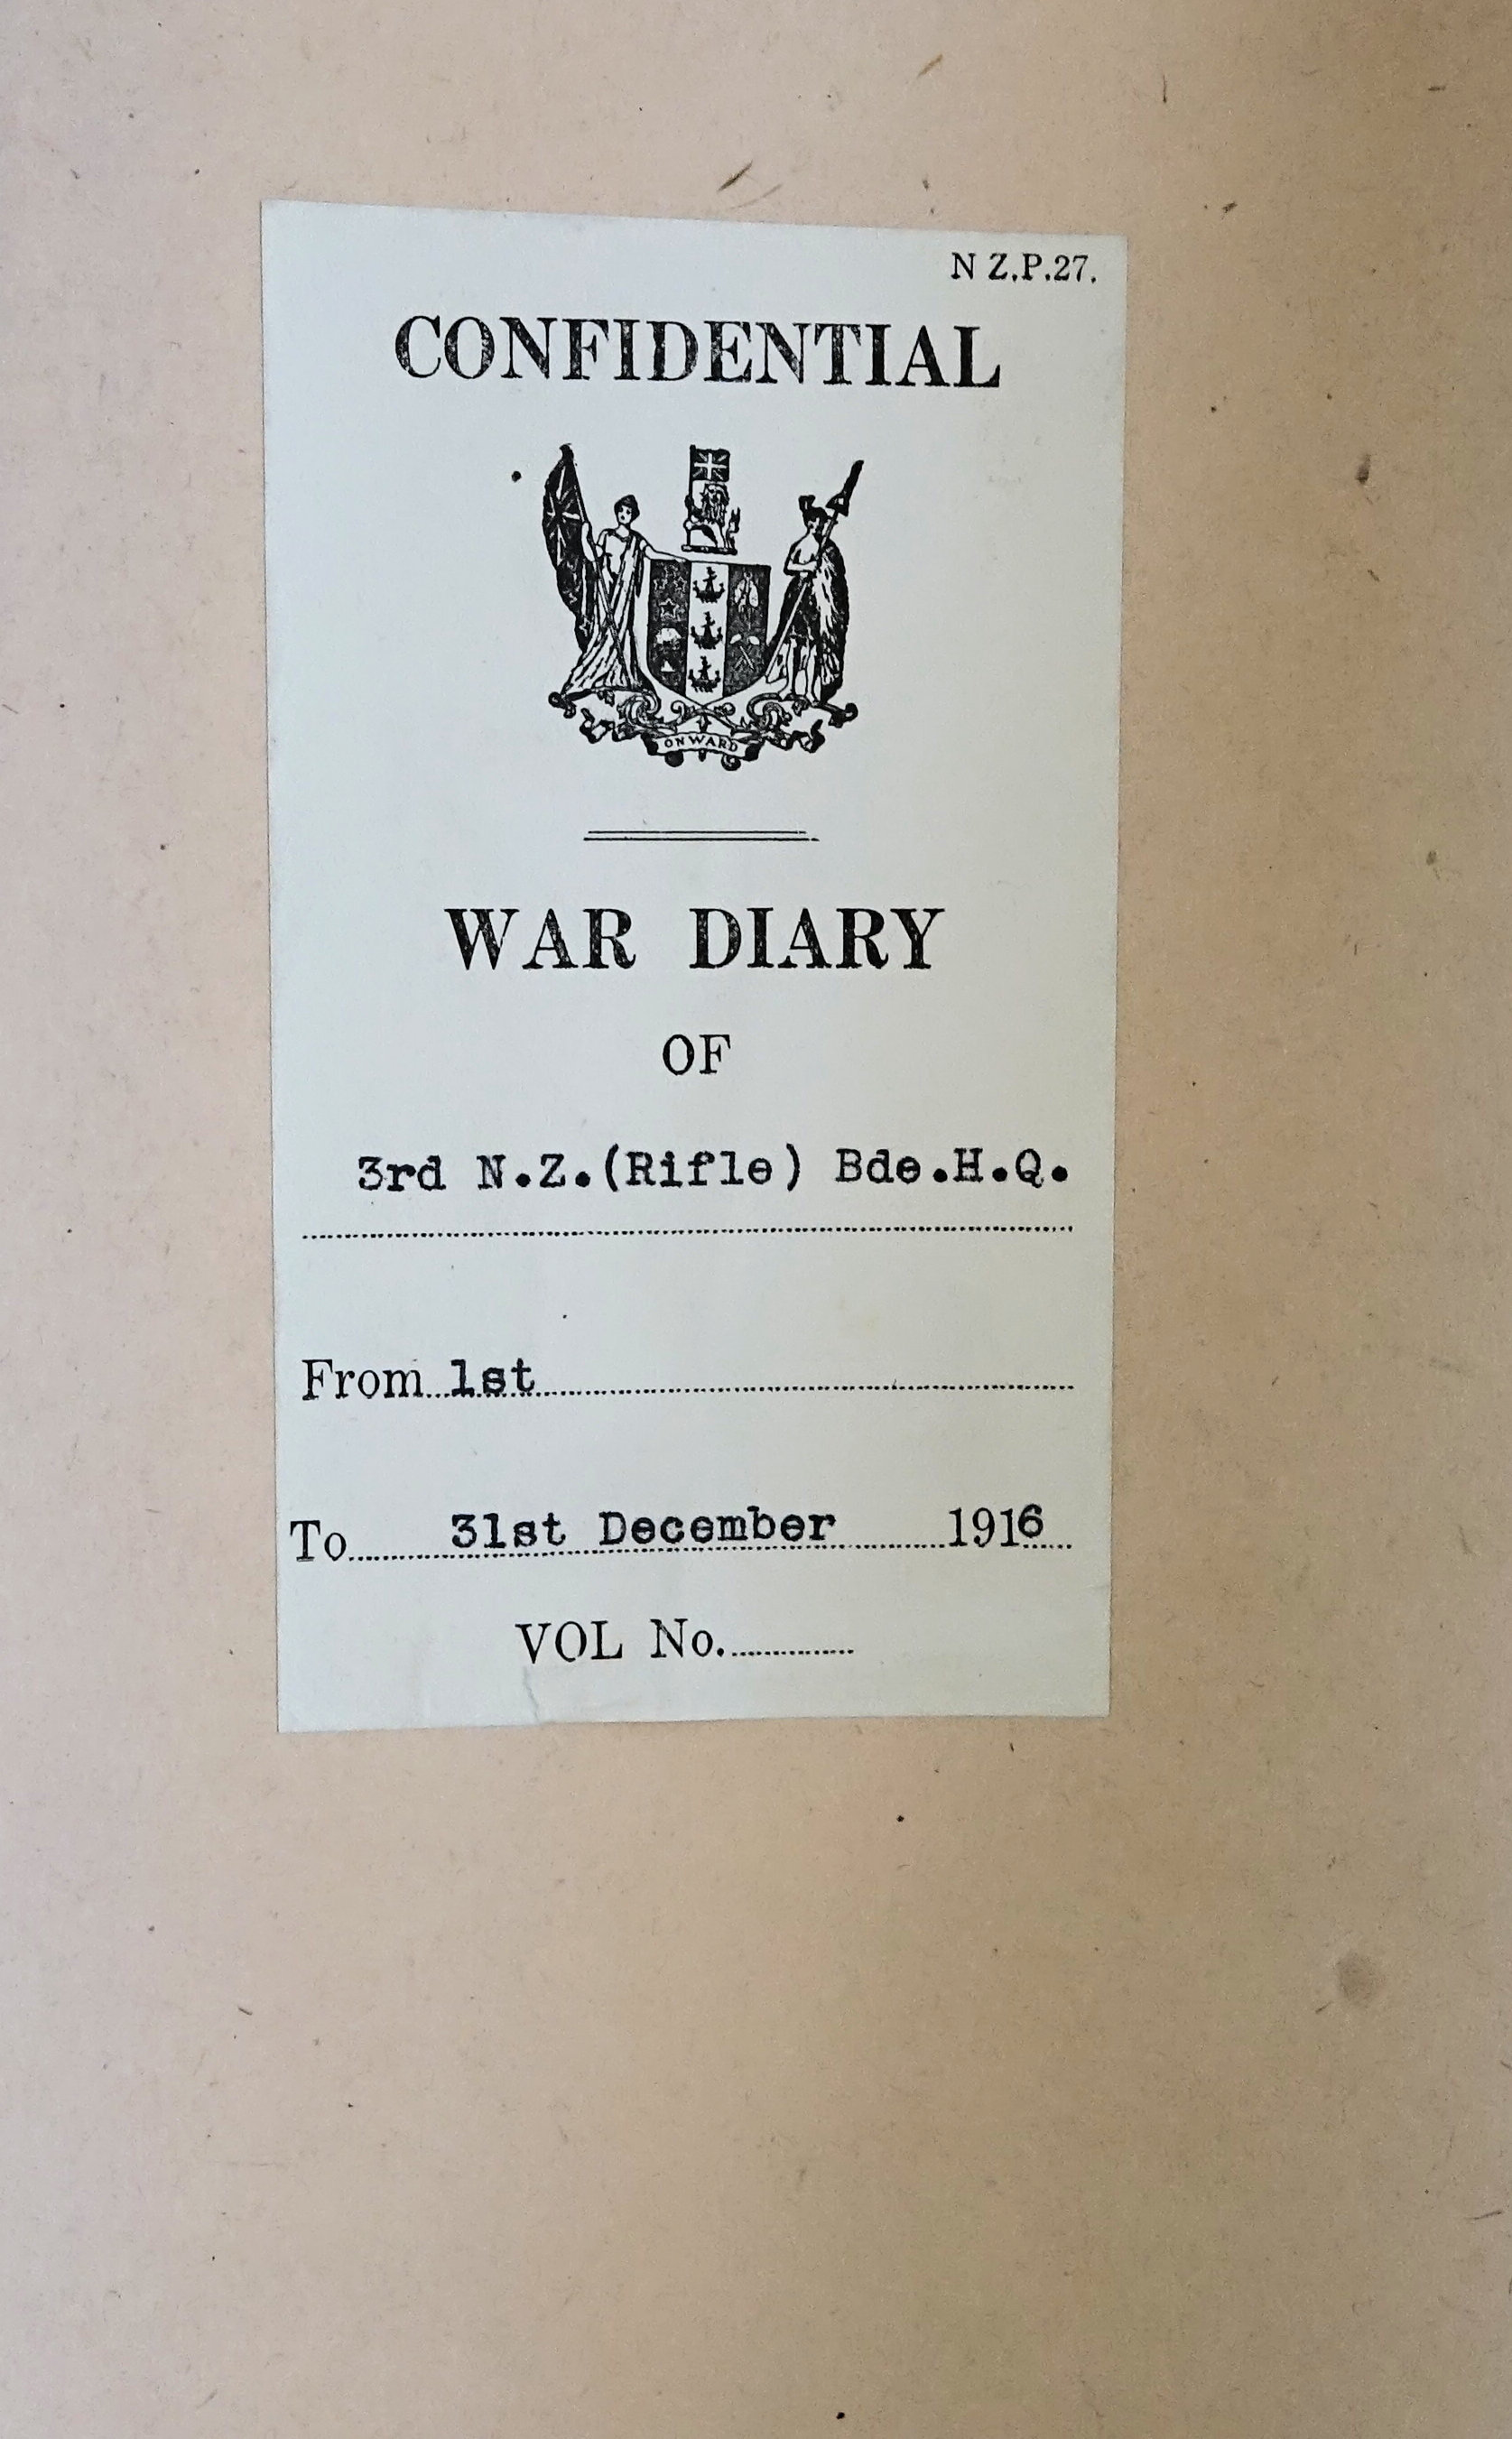 N Z.P.27.
CONFIDENTIAL
ONWARD
WAR DIARY
OF
3rd N.Z.(Rifle) Bde.H.Q.
From 1st
To 31st December 1916
VOL No.